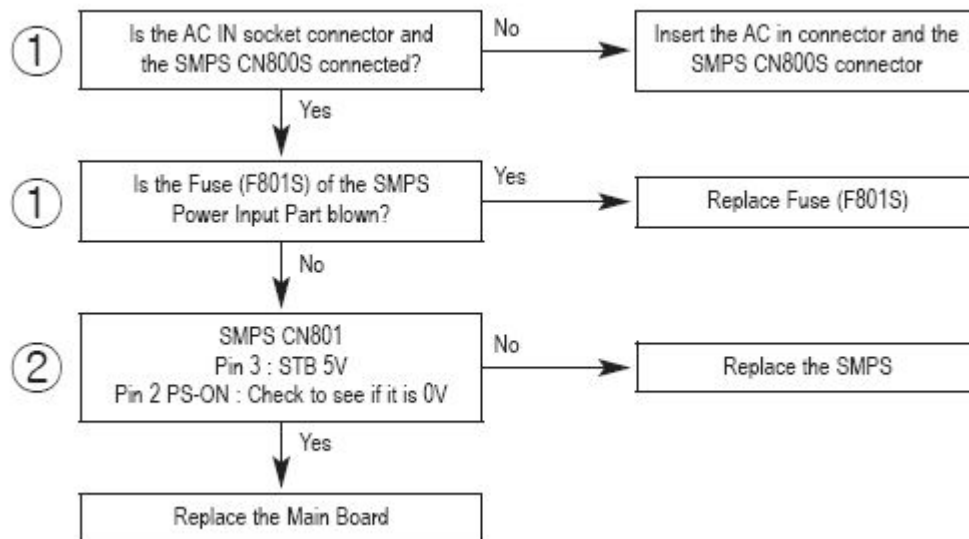 ①
Is the AC IN socket connector and
the SMPS CN800S connected?
No
Insert the AC in connector and the
SMPS CN800S connector
Yes
①
Is the Fuse (F801S) of the SMPS
Power Input Part blown?
Yes
Replace Fuse (F801S)
No
②
SMPS CN801
Pin 3 : STB 5V
Pin 2 PS-ON : Check to see if it is 0V
No
Replace the SMPS
Yes
Replace the Main Board